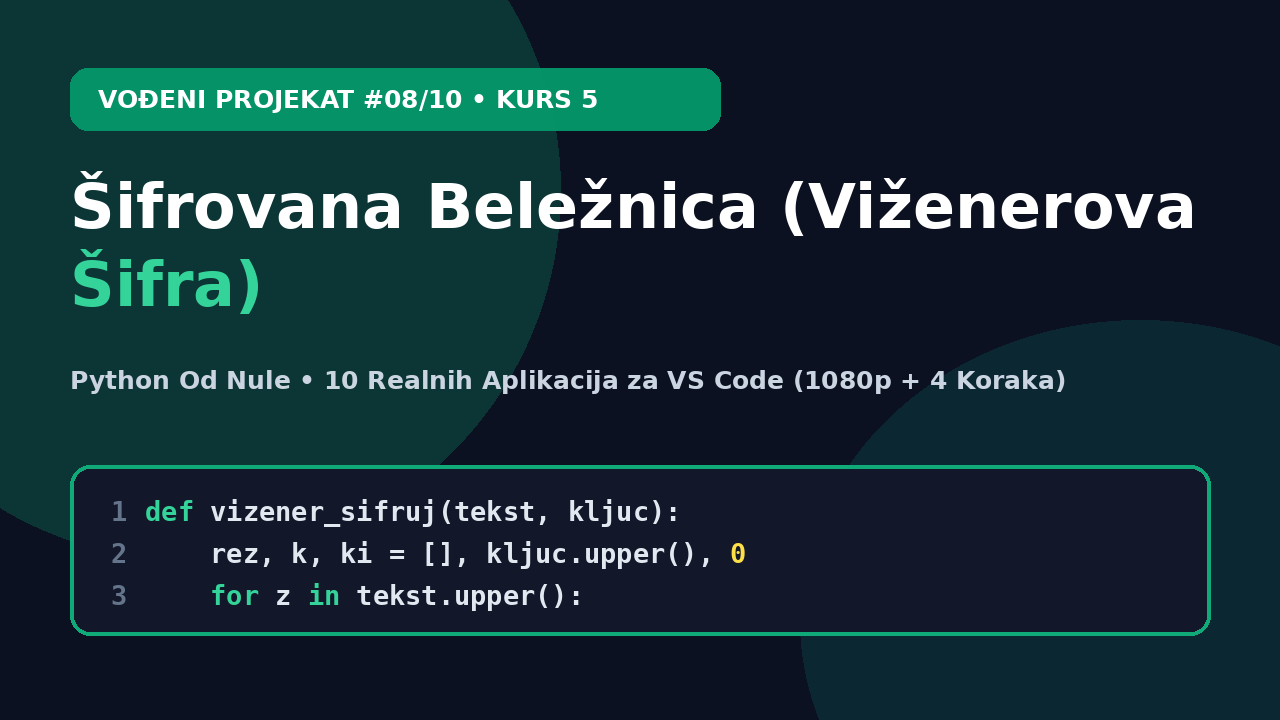 VOĐENI PROJEKAT #08/10 • KURS 5
Šifrovana Beležnica (Viženerova
Šifra)
Python Od Nule • 10 Realnih Aplikacija za VS Code (1080p + 4 Koraka)
1 def vizener_sifruj(tekst, kljuc):
2     rez, k, ki = [], kljuc.upper(), 0
3     for z in tekst.upper():